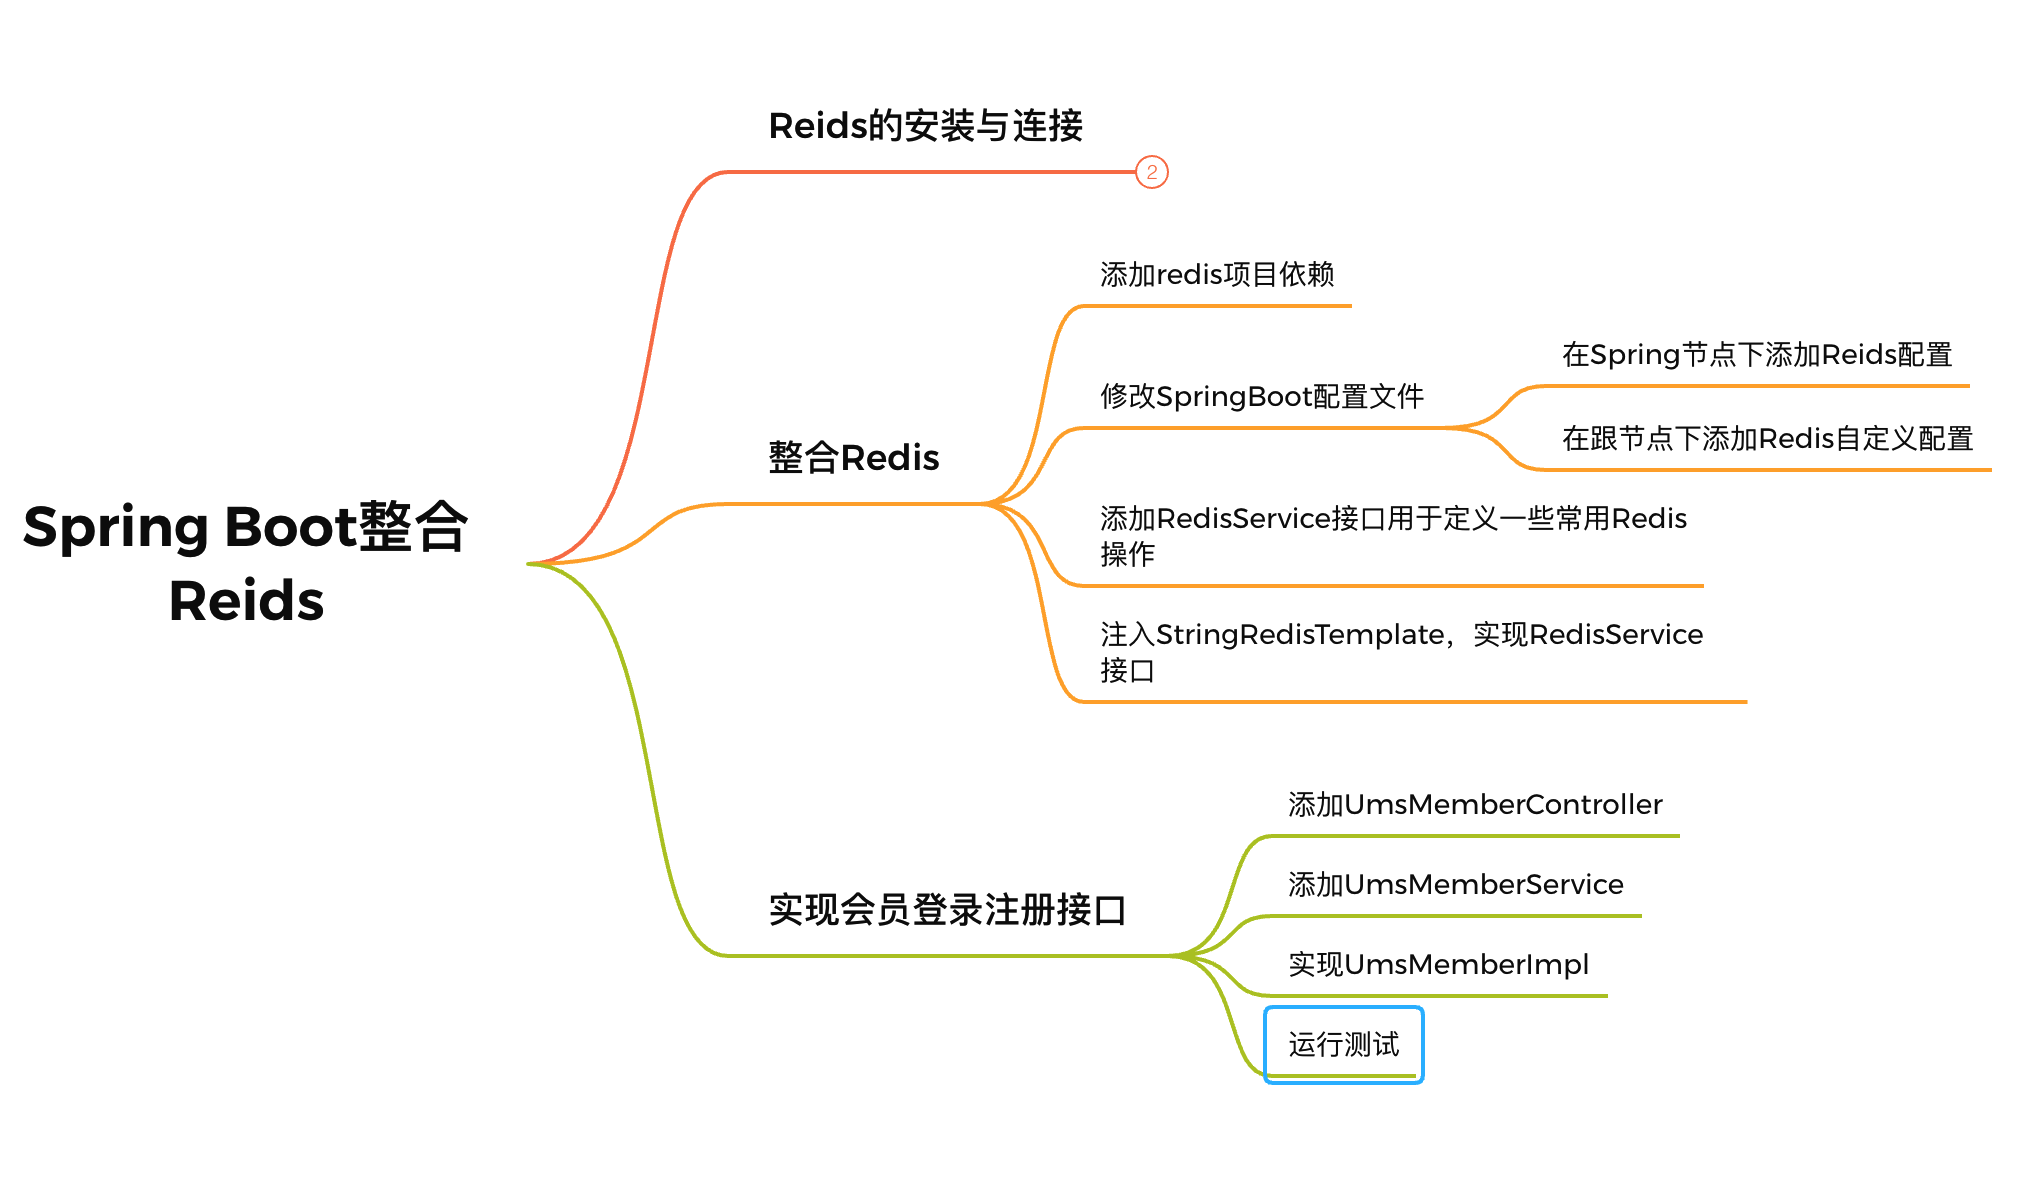 Spring Boot整合
Reids
Reids的安装与连接
2
整合Redis
添加redis项目依赖
修改SpringBoot配置文件
在Spring节点下添加Reids配置
在跟节点下添加Redis自定义配置
添加RedisService接口用于定义一些常用Redis
操作
注入StringRedisTemplate，实现RedisService
接口
实现会员登录注册接口
添加UmsMemberController
添加UmsMemberService
实现UmsMemberImpl
运行测试